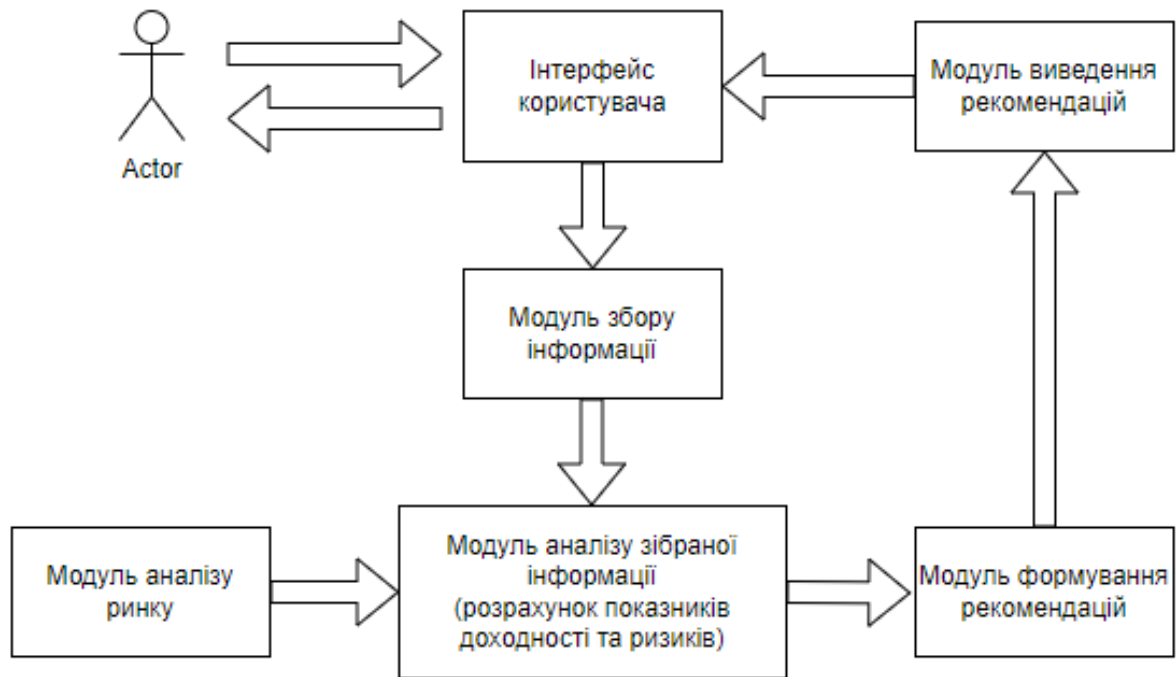 Actor
Інтерфейс
користувача
Модуль виведення
рекомендацій
Модуль збору
інформації
Модуль аналізу
ринку
Модуль аналізу зібраної
інформації
(розрахунок показників
доходності та ризиків)
Модуль формування
рекомендацій